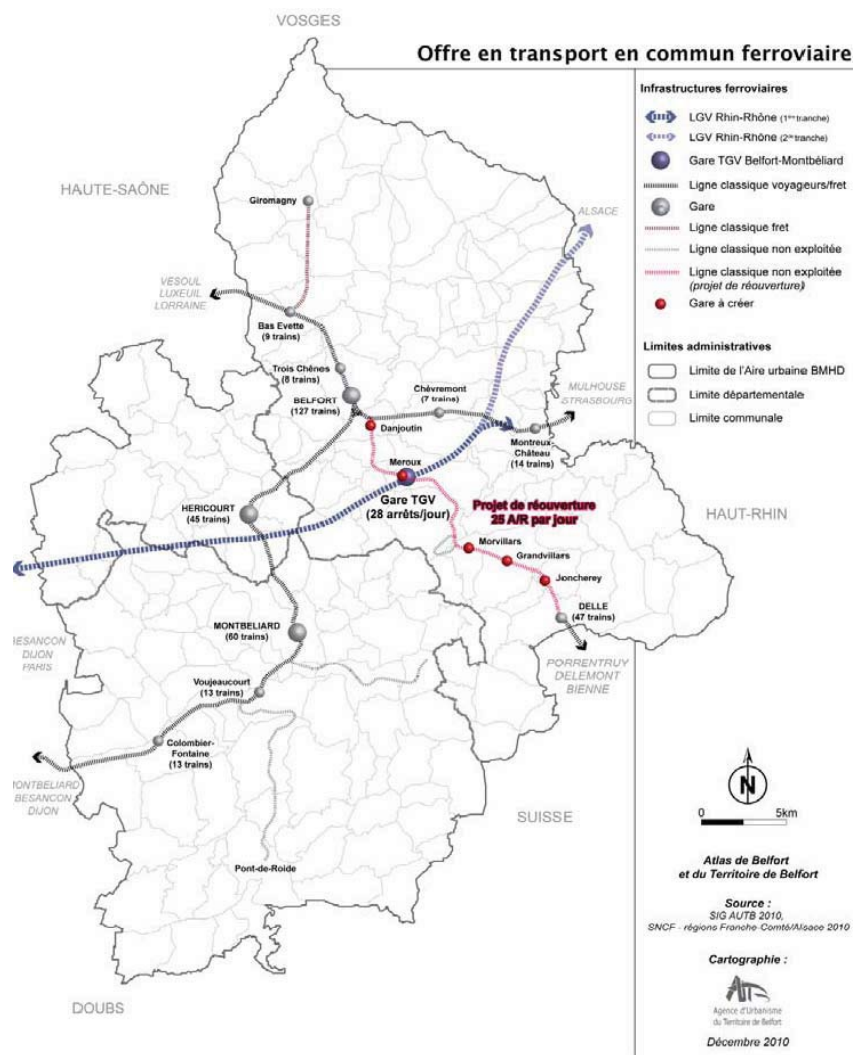 VOSGES
Offre en transport en commun ferroviaire
Infrastructures ferroviaires
LGV Rhin-Rhône (1ère tranche)
LGV Rhin-Rhône (2nde tranche)
Gare TGV Belfort-Montbéliard
Ligne classique voyageurs/fret
Gare
Ligne classique fret
Ligne classique non exploitée
Ligne classique non exploitée
(projet de réouverture)
Gare à créer
Limites administratives
Limite de l'Aire urbaine BMHD
Limite départementale
Limite communale
HAUTE-SAÔNE
Giromagny
ALSACE
VESOUL
LUXEUIL
LORRAINE
Bas Evette
(9 trains)
Trois Chênes
(8 trains)
BELFORT
(127 trains)
Chèvremont
(7 trains)
MULHOUSE
STRASBOURG
Danjoutin
Montreux-
Château
(14 trains)
Meroux
Gare TGV
(28 arrêts/jour)
HERICOURT
(45 trains)
Projet de réouverture
25 A/R par jour
HAUT-RHIN
Morvillars
Grandvillars
Joncherey
DELLE
(47 trains)
MONTBELIARD
(60 trains)
BESANCON
DIJON
PARIS
PORRENTRUY
DELEMONT
BIENNE
Voujeaucourt
(13 trains)
Colombier-
Fontaine
(13 trains)
MONTBELIARD
BESANCON
DIJON
SUISSE
Pont-de-Roide
DOUBS
N
0 5km
Atlas de Belfort
et du Territoire de Belfort
Source :
SIG AUTB 2010,
SNCF - régions Franche-Comté/Alsace 2010
Cartographie :
Agence d'Urbanisme
du Territoire de Belfort
Décembre 2010